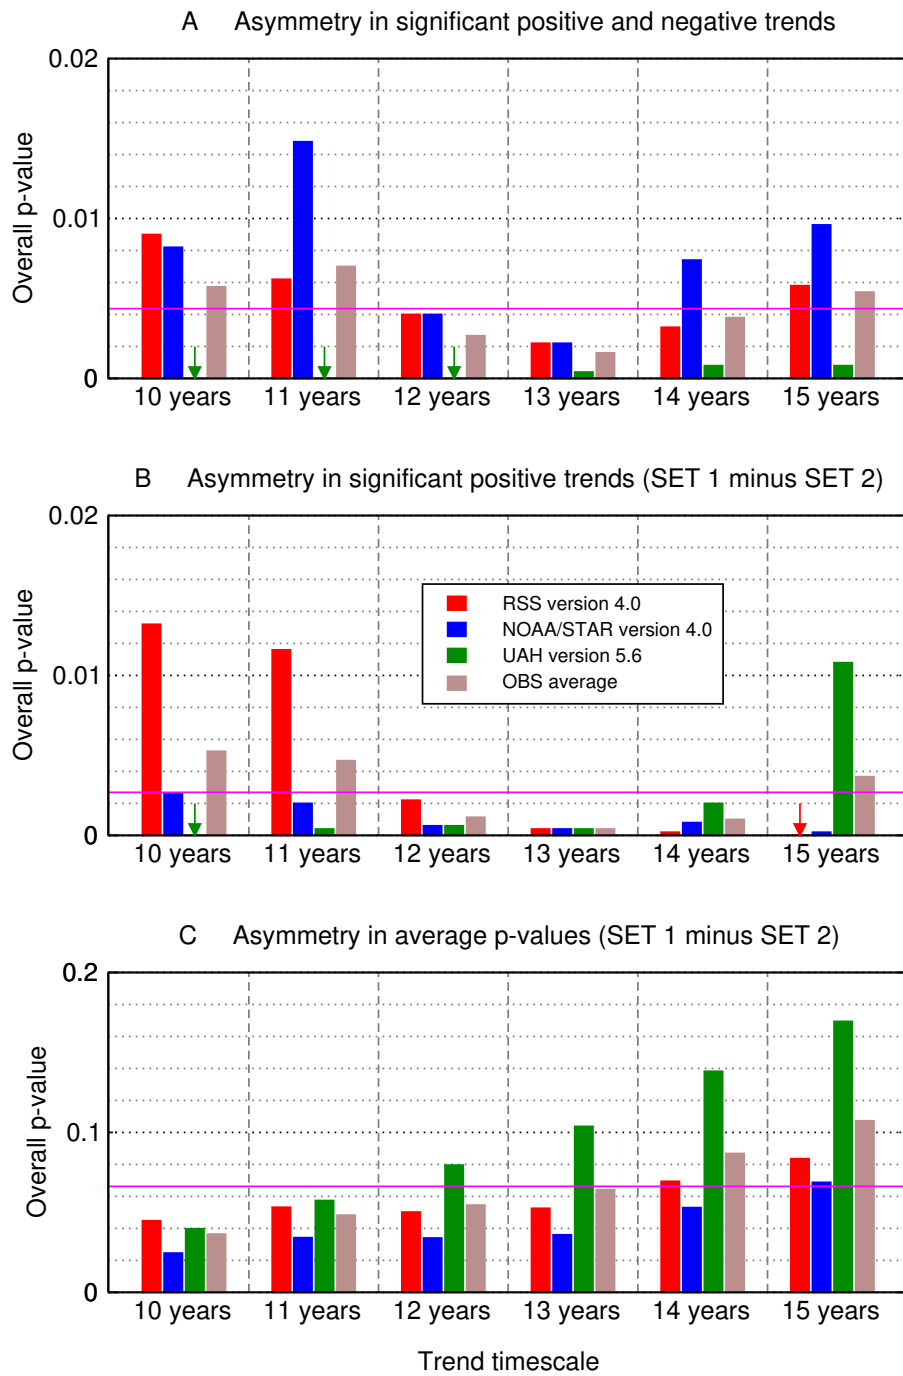 A Asymmetry in significant positive and negative trends
0.02
0.01
0
Overall p-value
10 years 11 years 12 years 13 years 14 years 15 years
B Asymmetry in significant positive trends (SET 1 minus SET 2)
0.02
0.01
0
Overall p-value
RSS version 4.0
NOAA/STAR version 4.0
UAH version 5.6
OBS average
10 years 11 years 12 years 13 years 14 years 15 years
C Asymmetry in average p-values (SET 1 minus SET 2)
0.2
0.1
0
Overall p-value
10 years 11 years 12 years 13 years 14 years 15 years
Trend timescale